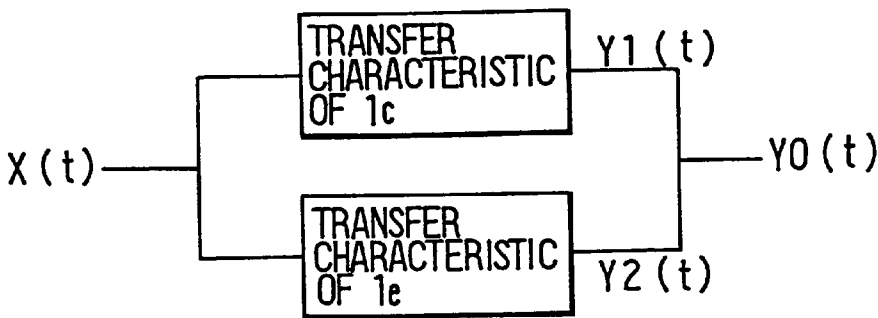 TRANSFER
CHARACTERISTIC
OF 1c
Y1(t)
X(t)
Y0(t)
TRANSFER
CHARACTERISTIC
OF 1e
Y2(t)